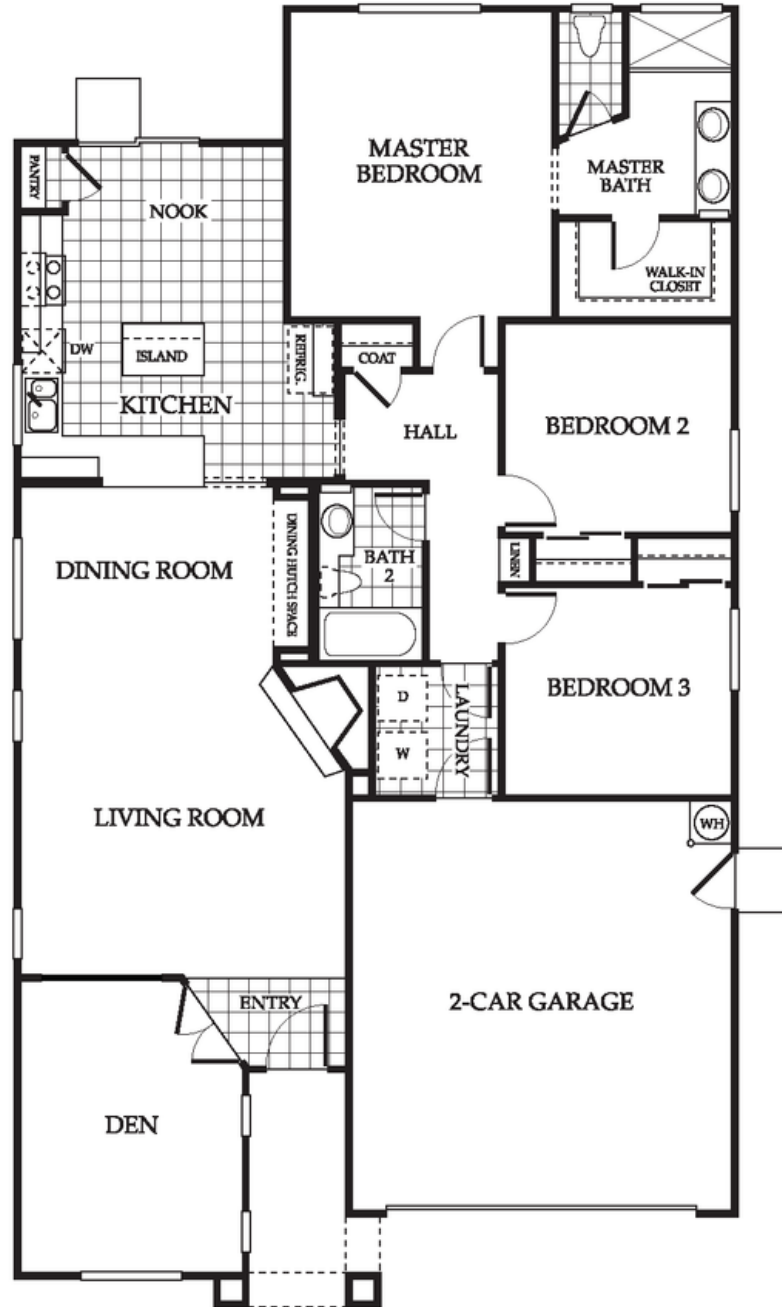 MASTER
BEDROOM
MASTER
BATH
WALK-IN
CLOSET
PANTRY
NOOK
DW
ISLAND
REFRIG.
COAT
KITCHEN
HALL
BEDROOM 2
DINING ROOM
DINING HUTCH SPACE
BATH
2
LINEN
BEDROOM 3
D
W
LAUNDRY
LIVING ROOM
WH
ENTRY
2-CAR GARAGE
DEN